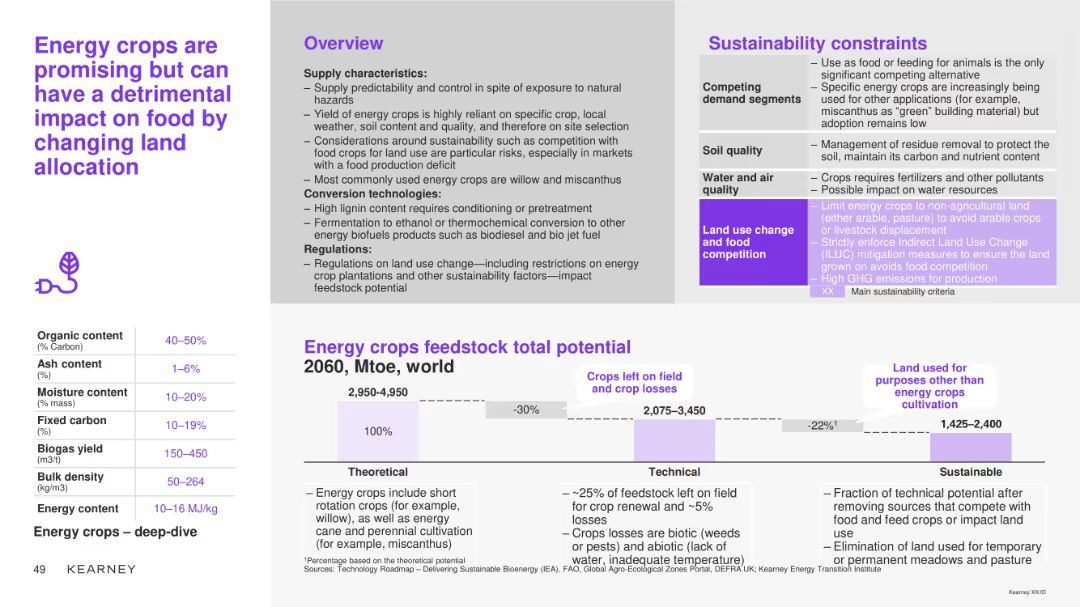 Energy crops are
promising but can
have a detrimental
impact on food by
changing land
allocation
Organic content
(% Carbon)
40–50%
Ash content
(%)
1–6%
Moisture content
(% mass)
10–20%
Fixed carbon
(%)
10–19%
Biogas yield
(m3/t)
150–450
Bulk density
(kg/m3)
50–264
Energy content
10–16 MJ/kg
Energy crops – deep-dive
49 KEARNEY
Overview
Supply characteristics:
– Supply predictability and control in spite of exposure to natural
hazards
– Yield of energy crops is highly reliant on specific crop, local
weather, soil content and quality, and therefore on site selection
– Considerations around sustainability such as competition with
food crops for land use are particular risks, especially in markets
with a food production deficit
– Most commonly used energy crops are willow and miscanthus
Conversion technologies:
– High lignin content requires conditioning or pretreatment
– Fermentation to ethanol or thermochemical conversion to other
energy biofuels products such as biodiesel and bio jet fuel
Regulations:
– Regulations on land use change—including restrictions on energy
crop plantations and other sustainability factors—impact
feedstock potential
Sustainability constraints
Competing
demand segments
– Use as food or feeding for animals is the only
significant competing alternative
– Specific energy crops are increasingly being
used for other applications (for example,
miscanthus as “green” building material) but
adoption remains low
Soil quality
– Management of residue removal to protect the
soil, maintain its carbon and nutrient content
Water and air
quality
– Crops requires fertilizers and other pollutants
– Possible impact on water resources
Land use change
and food
competition
– Limit energy crops to non-agricultural land
(either arable, pasture) to avoid arable crops
or livestock displacement
– Strictly enforce Indirect Land Use Change
(ILUC) mitigation measures to ensure the land
grown on avoids food competition
– High GHG emissions for production
XX Main sustainability criteria
Energy crops feedstock total potential
2060, Mtoe, world
2,950-4,950
100%
Theoretical
-30%
Crops left on field
and crop losses
2,075–3,450
Technical
-22%¹
Land used for
purposes other than
energy crops
cultivation
1,425–2,400
Sustainable
– Energy crops include short
rotation crops (for example,
willow), as well as energy
cane and perennial cultivation
(for example, miscanthus)
– ~25% of feedstock left on field
for crop renewal and ~5%
losses
– Crops losses are biotic (weeds
or pests) and abiotic (lack of
water, inadequate temperature)
– Fraction of technical potential after
removing sources that compete with
food and feed crops or impact land
use
– Elimination of land used for temporary
or permanent meadows and pasture
¹Percentage based on the theoretical potential
Sources: Technology Roadmap – Delivering Sustainable Bioenergy (IEA), FAO, Global Agro-Ecological Zones Portal, DEFRA UK; Kearney Energy Transition Institute
Kearney XX/ID